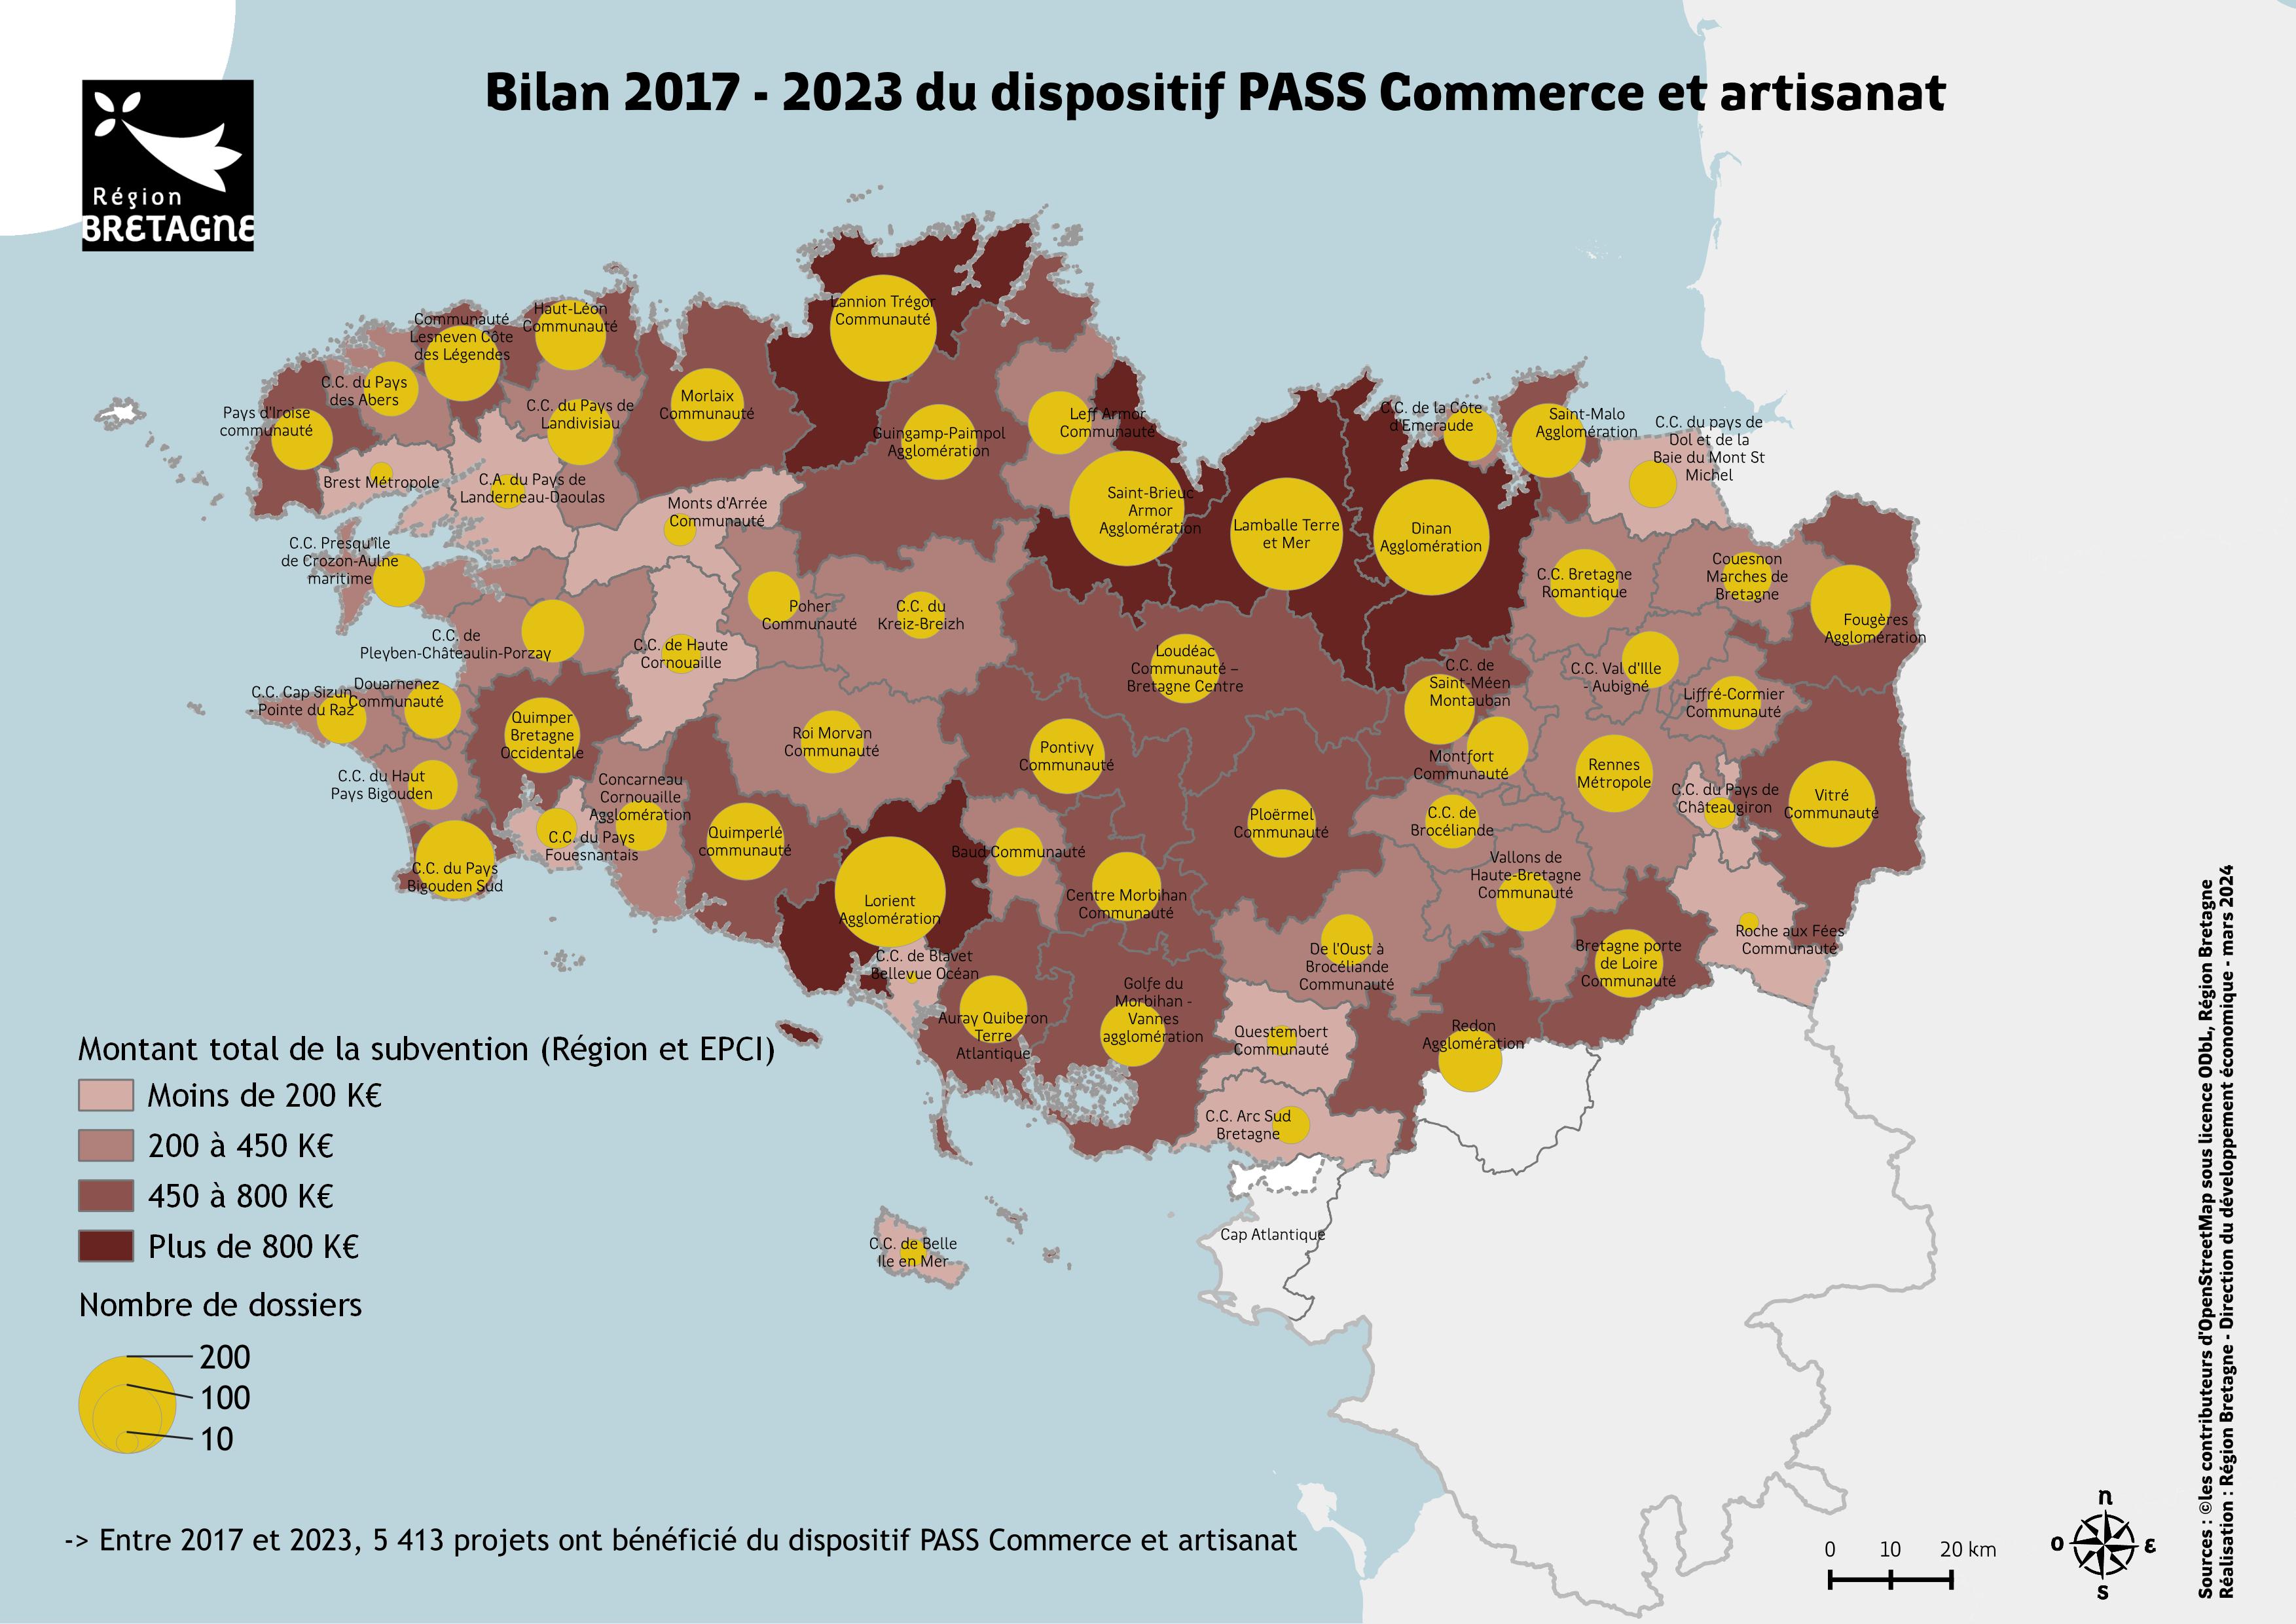 Bilan 2017 - 2023 du dispositif PASS Commerce et artisanat
Région
BRETAGNE
Lannion Trégor
Communauté
Haut-Léon
Communauté
Communauté
Lesneven Côte
des Légendes
C.C. du Pays
des Abers
Pays d'Iroise
communauté
C.C. du Pays de
Landivisiau
Morlaix
Communauté
Guingamp-Paimpol
Agglomération
Leff Armor
Communauté
C.C. de la Côte
d'Emeraude
Saint-Malo
Agglomération
C.C. du pays de
Dol et de la
Baie du Mont St
Michel
Brest Métropole
C.A. du Pays de
Landerneau-Daoulas
Monts d'Arrée
Communauté
Saint-Brieuc
Armor
Agglomération
Lamballe Terre
et Mer
Dinan
Agglomération
C.C. Presqu'île
de Crozon-Aulne
maritime
C.C. Bretagne
Romantique
Couesnon
Marches de
Bretagne
Fougères
Agglomération
Poher
Communauté
C.C. du
Kreiz-Breizh
C.C. de
Pleyben-Châteaulin-Porzay
C.C. de Haute
Cornouaille
Loudéac
Communauté –
Bretagne Centre
C.C. de
Saint-Méen
Montauban
C.C. Val d'Ille
- Aubigné
Liffré-Cormier
Communauté
Douarnenez
Communauté
C.C. Cap Sizun
- Pointe du Raz
Quimper
Bretagne
Occidentale
Roi Morvan
Communauté
Pontivy
Communauté
Montfort
Communauté
Rennes
Métropole
C.C. du Pays de
Châteaugiron
Vitré
Communauté
C.C. du Haut
Pays Bigouden
Concarneau
Cornouaille
Agglomération
C.C. du Pays
Fouesnantais
Quimperlé
communauté
Ploërmel
Communauté
C.C. de
Brocéliande
Baud Communauté
C.C. du Pays
Bigouden Sud
Lorient
Agglomération
Centre Morbihan
Communauté
Vallons de
Haute-Bretagne
Communauté
De l'Oust à
Brocéliande
Communauté
Bretagne porte
de Loire
Communauté
Roche aux Fées
Communauté
C.C. de Blavet
Bellevue Océan
Auray Quiberon
Terre
Atlantique
Golfe du
Morbihan -
Vannes
agglomération
Questembert
Communauté
Redon
Agglomération
C.C. Arc Sud
Bretagne
C.C. de Belle
Ile en Mer
Cap Atlantique
Montant total de la subvention (Région et EPCI)
Moins de 200 K€
200 à 450 K€
450 à 800 K€
Plus de 800 K€
Nombre de dossiers
200
100
10
-> Entre 2017 et 2023, 5 413 projets ont bénéficié du dispositif PASS Commerce et artisanat
0 10 20 km
n
o ε
s
Sources : ©les contributeurs d'OpenStreetMap sous licence ODbL, Région Bretagne
Réalisation : Région Bretagne - Direction du développement économique - mars 2024